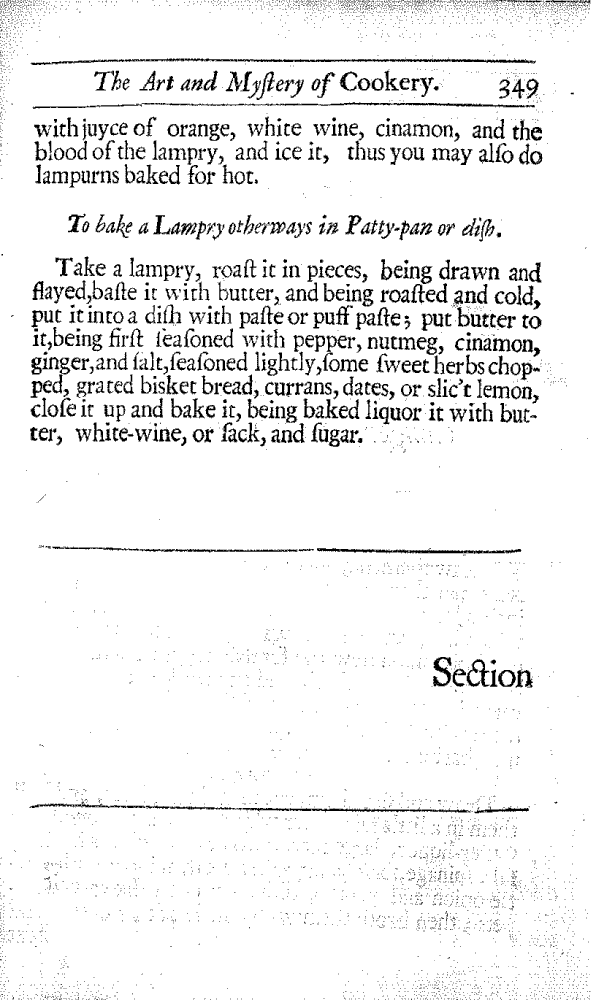 The Art and Myſtery of Cookery. 349
with juyce of orange, white wine, cinamon, and the
blood of the lampry, and ice it, thus you may alſo do
lampurns baked for hot.
To bake a Lampry otherways in Patty-pan or diſh.
Take a lampry, roaſt it in pieces, being drawn and
flayed,baſte it with butter, and being roaſted and cold,
put it into a diſh with paſte or puff paſte; put butter to
it,being firſt ſeaſoned with pepper, nutmeg, cinamon,
ginger,and ſalt,ſeaſoned lightly,ſome ſweet herbs chop-
ped, grated bisket bread, currans, dates, or slic't lemon,
cloſe it up and bake it, being baked liquor it with but-
ter, white-wine, or ſack, and ſugar.
Section